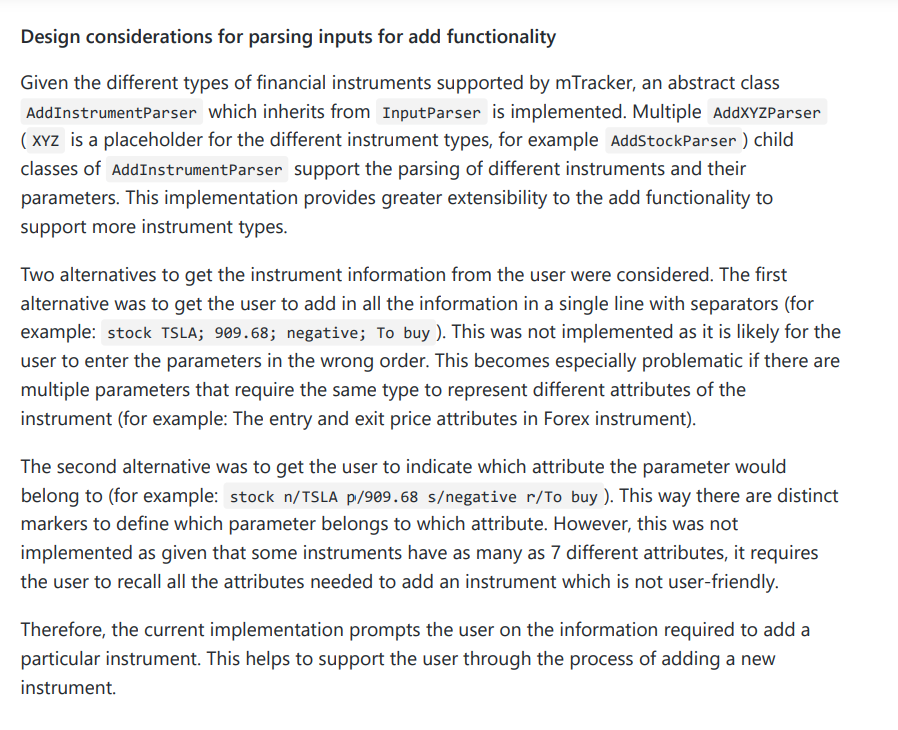 Design considerations for parsing inputs for add functionality
Given the different types of financial instruments supported by mTracker, an abstract class
AddInstrumentParser which inherits from InputParser is implemented. Multiple AddXYZParser
( XYZ is a placeholder for the different instrument types, for example AddStockParser ) child
classes of AddInstrumentParser support the parsing of different instruments and their
parameters. This implementation provides greater extensibility to the add functionality to
support more instrument types.
Two alternatives to get the instrument information from the user were considered. The first
alternative was to get the user to add in all the information in a single line with separators (for
example: stock TSLA; 909.68; negative; To buy ). This was not implemented as it is likely for the
user to enter the parameters in the wrong order. This becomes especially problematic if there are
multiple parameters that require the same type to represent different attributes of the
instrument (for example: The entry and exit price attributes in Forex instrument).
The second alternative was to get the user to indicate which attribute the parameter would
belong to (for example: stock n/TSLA p/909.68 s/negative r/To buy ). This way there are distinct
markers to define which parameter belongs to which attribute. However, this was not
implemented as given that some instruments have as many as 7 different attributes, it requires
the user to recall all the attributes needed to add an instrument which is not user-friendly.
Therefore, the current implementation prompts the user on the information required to add a
particular instrument. This helps to support the user through the process of adding a new
instrument.